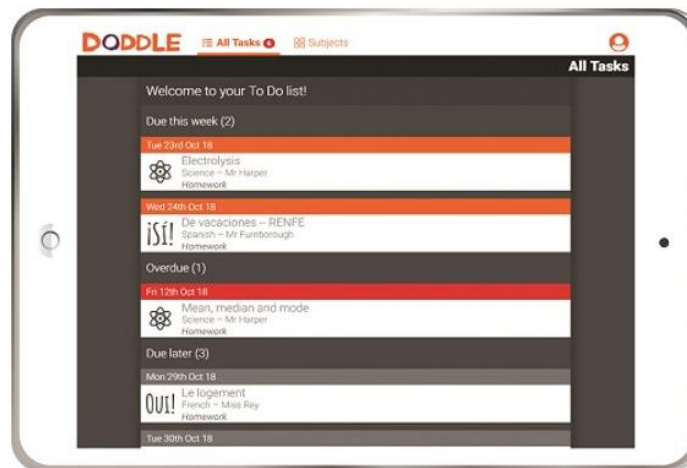 DODDLE All Tasks 6 Subjects
All Tasks
Welcome to your To Do list!
Due this week (2)
Tue 23rd Oct 18
Electrolysis
Science – Mr Harper
Homework
Wed 24th Oct 18
¡SÍ! De vacaciones – RENFE
Spanish – Mr Furnborough
Homework
Overdue (1)
Fri 12th Oct 18
Mean, median and mode
Science – Mr Harper
Homework
Due later (3)
Mon 29th Oct 18
OUI! Le logement
French – Miss Rey
Homework
Tue 30th Oct 18